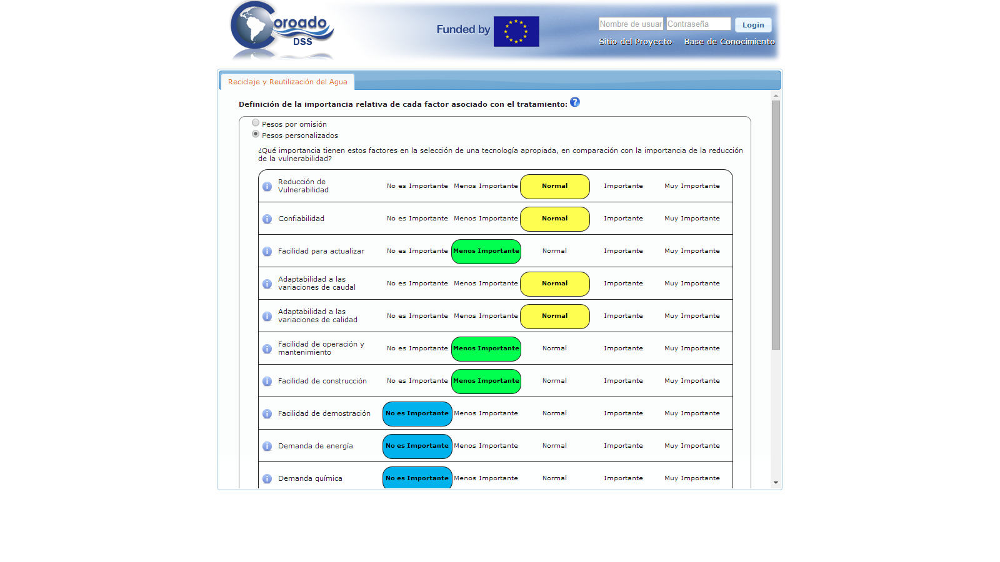 oroado
DSS
Funded by
Nombre de usuar Contraseña Login
Sitio del Proyecto Base de Conocimiento
Reciclaje y Reutilización del Agua
Definición de la importancia relativa de cada factor asociado con el tratamiento: ?
Pesos por omisión
Pesos personalizados
¿Qué importancia tienen estos factores en la selección de una tecnología apropiada, en comparación con la importancia de la reducción
de la vulnerabilidad?
i Reducción de
Vulnerabilidad No es Importante Menos Importante Normal Importante Muy Importante
i Confiabilidad No es Importante Menos Importante Normal Importante Muy Importante
i Facilidad para actualizar No es Importante Menos Importante Normal Importante Muy Importante
i Adaptabilidad a las
variaciones de caudal No es Importante Menos Importante Normal Importante Muy Importante
i Adaptabilidad a las
variaciones de calidad No es Importante Menos Importante Normal Importante Muy Importante
i Facilidad de operación y
mantenimiento No es Importante Menos Importante Normal Importante Muy Importante
i Facilidad de construcción No es Importante Menos Importante Normal Importante Muy Importante
i Facilidad de demostración No es Importante Menos Importante Normal Importante Muy Importante
i Demanda de energía No es Importante Menos Importante Normal Importante Muy Importante
i Demanda química No es Importante Menos Importante Normal Importante Muy Importante